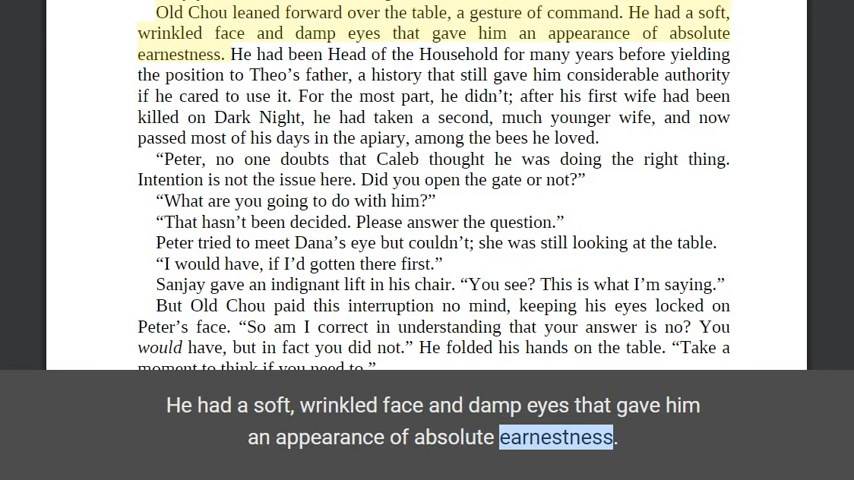 Old Chou leaned forward over the table, a gesture of command. He had a soft,
wrinkled face and damp eyes that gave him an appearance of absolute
earnestness. He had been Head of the Household for many years before yielding
the position to Theo’s father, a history that still gave him considerable authority
if he cared to use it. For the most part, he didn’t; after his first wife had been
killed on Dark Night, he had taken a second, much younger wife, and now
passed most of his days in the apiary, among the bees he loved.
“Peter, no one doubts that Caleb thought he was doing the right thing.
Intention is not the issue here. Did you open the gate or not?”
“What are you going to do with him?”
“That hasn’t been decided. Please answer the question.”
Peter tried to meet Dana’s eye but couldn’t; she was still looking at the table.
“I would have, if I’d gotten there first.”
Sanjay gave an indignant lift in his chair. “You see? This is what I’m saying.”
But Old Chou paid this interruption no mind, keeping his eyes locked on
Peter’s face. “So am I correct in understanding that your answer is no? You
would have, but in fact you did not.” He folded his hands on the table. “Take a
moment to think if you need to.”
He had a soft, wrinkled face and damp eyes that gave him
an appearance of absolute earnestness.